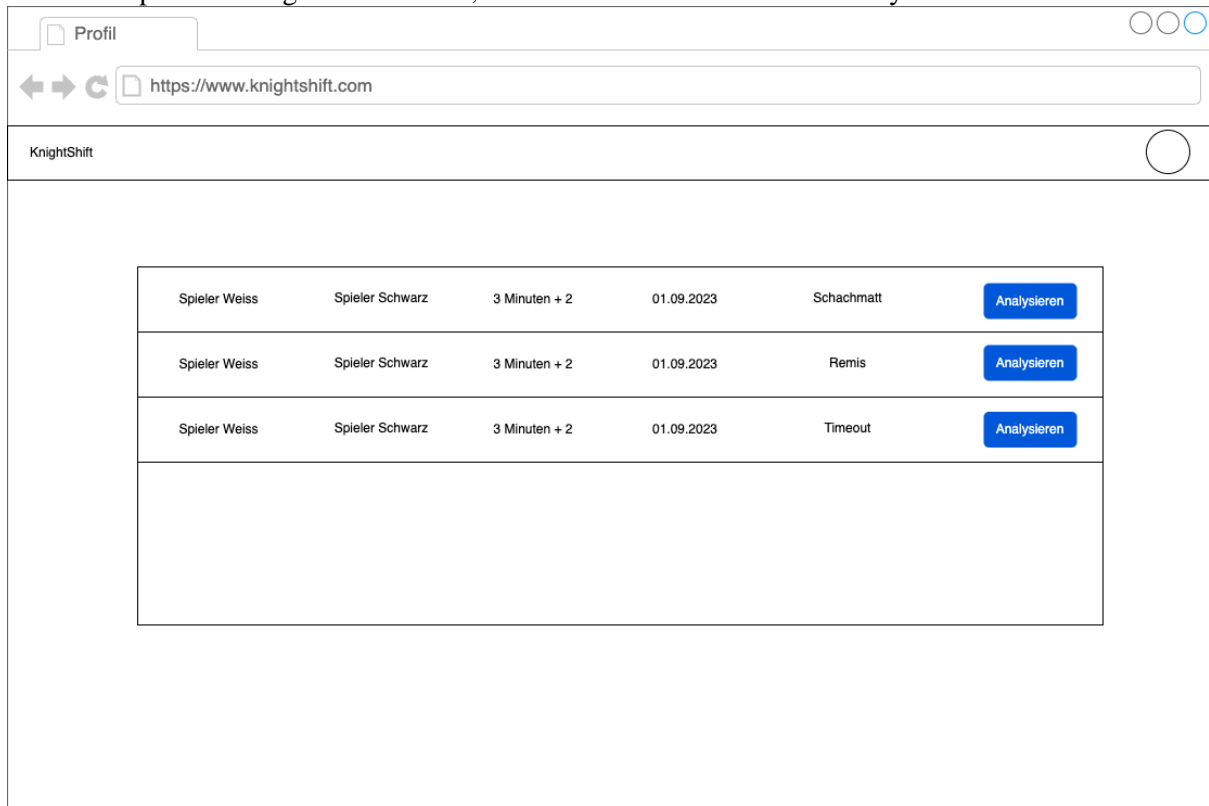 Profil
https://www.knightshift.com
KnightShift
Spieler Weiss Spieler Schwarz 3 Minuten + 2 01.09.2023 Schachmatt Analysieren
Spieler Weiss Spieler Schwarz 3 Minuten + 2 01.09.2023 Remis Analysieren
Spieler Weiss Spieler Schwarz 3 Minuten + 2 01.09.2023 Timeout Analysieren